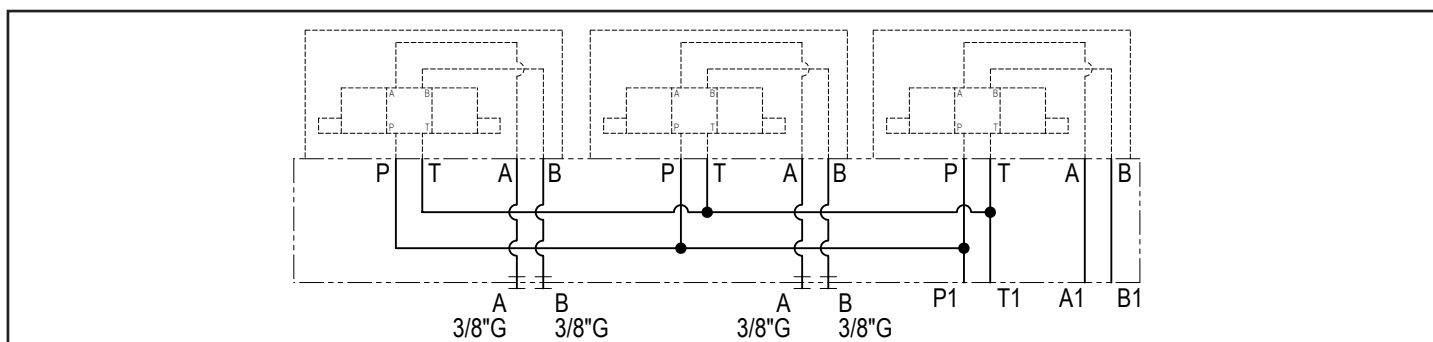 A B A B A B
P T P T P T
P T A B P T A B P T A B
A B A B P1 T1 A1 B1
3/8"G 3/8"G 3/8"G 3/8"G